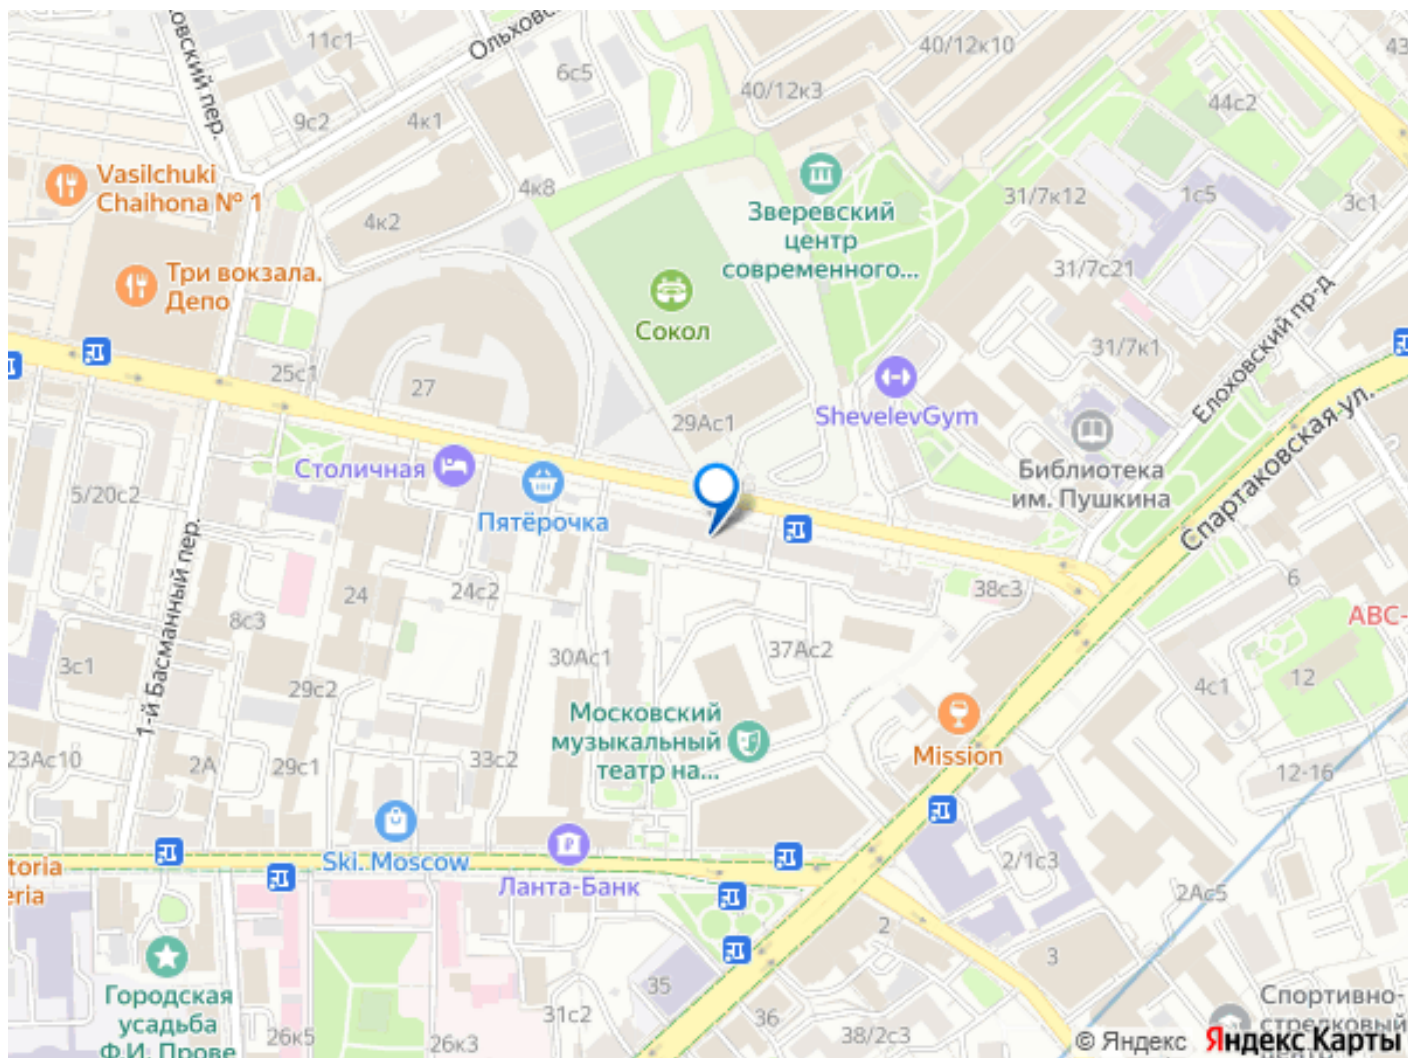 11с1
Ольховс
40/12к10
43
6с5
40/12к3
44с2
овский пер.
9с2
4к1
Vasilchuki
Chaihona № 1
4к8
31/7к12
1с5
3с1
4к2
Зверевский
центр
современного...
Три вокзала.
Депо
31/7с21
Сокол
Елоховский пр-д
31/7к1
25с1
27
ShevelevGym
29Ас1
Спартаковская ул.
Столичная
Библиотека
им. Пушкина
5/20с2
Пятёрочка
1-й Басманный пер.
24
24с2
38с3
6
8с3
АВС-
3с1
30Ас1
37Ас2
12
29с2
4с1
Московский
музыкальный
театр на...
Mission
23Ас10
2А
29с1
33с2
12-16
Ski. Moscow
toria
eria
Ланта-Банк
2/1с3
2Ас5
2
3
35
Городская
усадьба
Ф.И. Прове
26к5
26к3
31с2
36
38/2с3
Спортивно-
стрелковый
© Яндекс Яндекс Карты